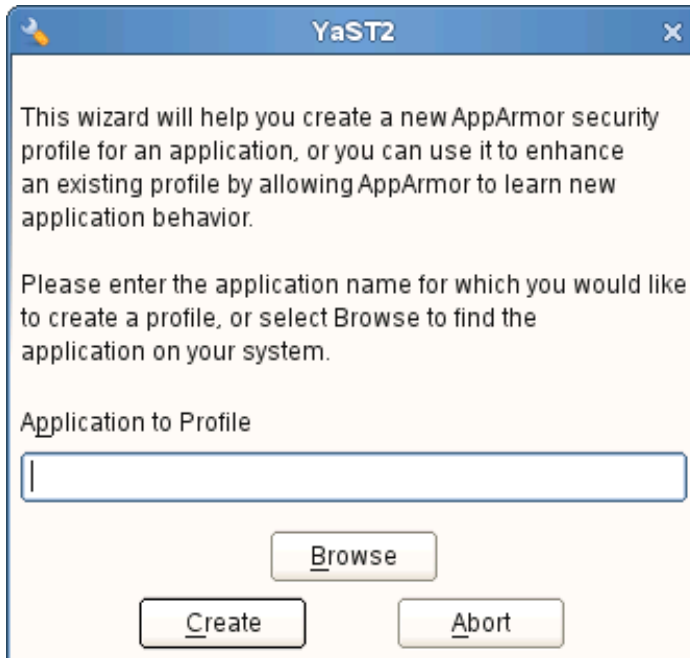 YaST2
This wizard will help you create a new AppArmor security
profile for an application, or you can use it to enhance
an existing profile by allowing AppArmor to learn new
application behavior.
Please enter the application name for which you would like
to create a profile, or select Browse to find the
application on your system.
Application to Profile
Browse
Create
Abort